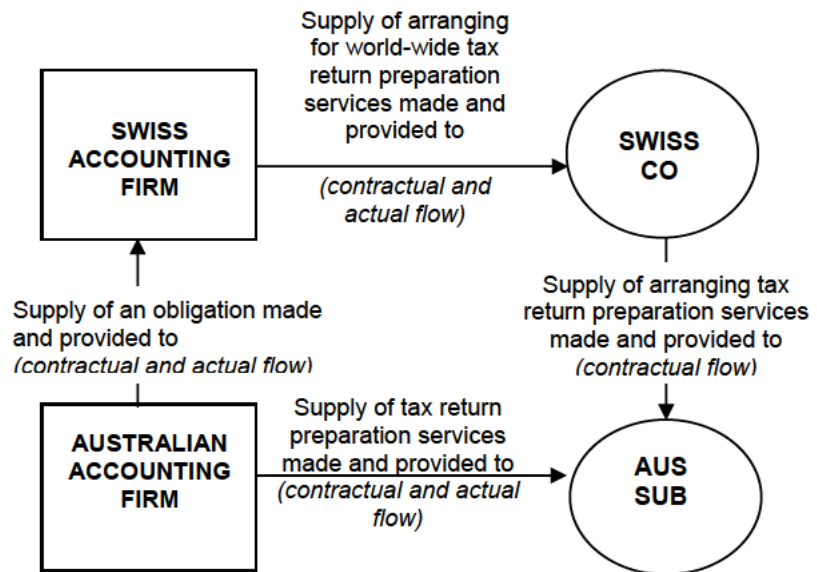 Supply of arranging
for world-wide tax
return preparation
services made and
provided to
SWISS
ACCOUNTING
FIRM
SWISS
CO
(contractual and
actual flow)
Supply of an obligation made
and provided to
(contractual and actual flow)
Supply of arranging tax
return preparation services
made and provided to
(contractual flow)
AUSTRALIAN
ACCOUNTING
FIRM
Supply of tax return
preparation services
made and provided to
(contractual and actual
flow)
AUS
SUB